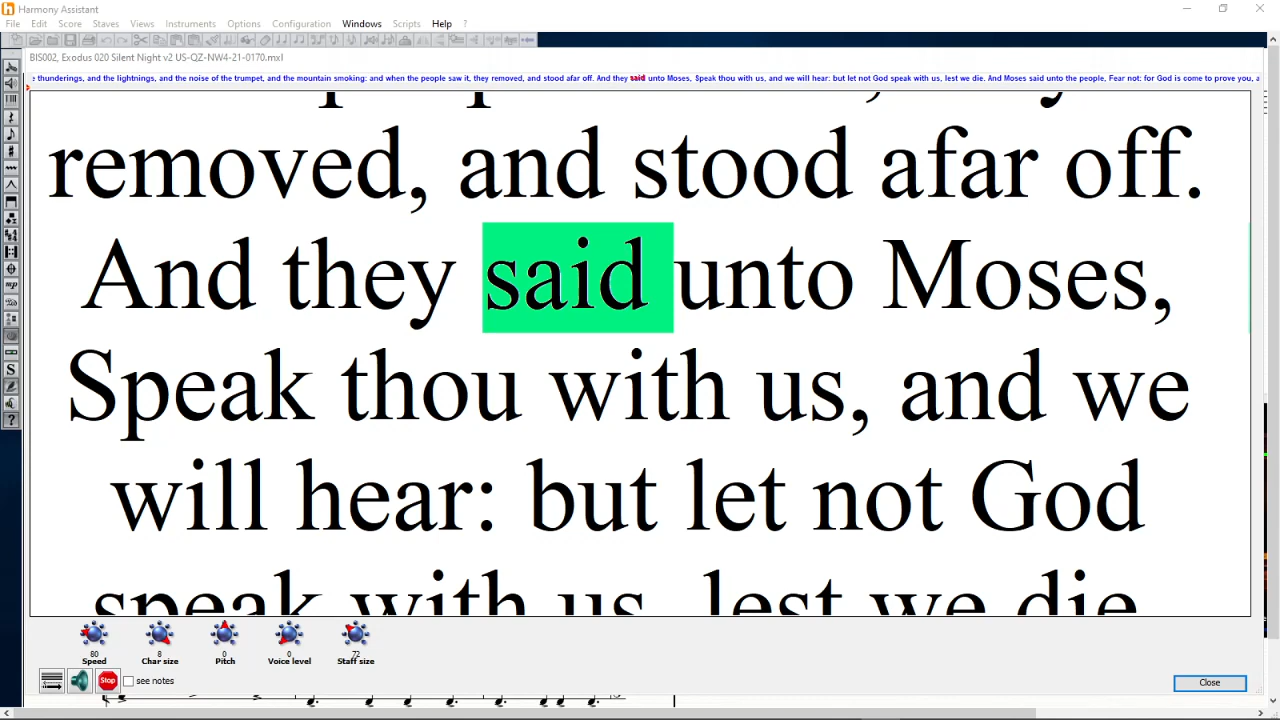 Harmony Assistant
File Edit Score Staves Views Instruments Options Configuration Windows Scripts Help ?
BIS002, Exodus 020 Silent Night v2 US-QZ-NW4-21-0170.mxl
e thunderings, and the lightnings, and the noise of the trumpet, and the mountain smoking: and when the people saw it, they removed, and stood afar off. And they said unto Moses, Speak thou with us, and we will hear: but let not God speak with us, lest we die. And Moses said unto the people, Fear not: for God is come to prove you, a
removed, and stood afar off.
And they said unto Moses,
Speak thou with us, and we
will hear: but let not God
speak with us, lest we die.
80 8 0 0 72
Speed Char size Pitch Voice level Staff size
Stop see notes
Close